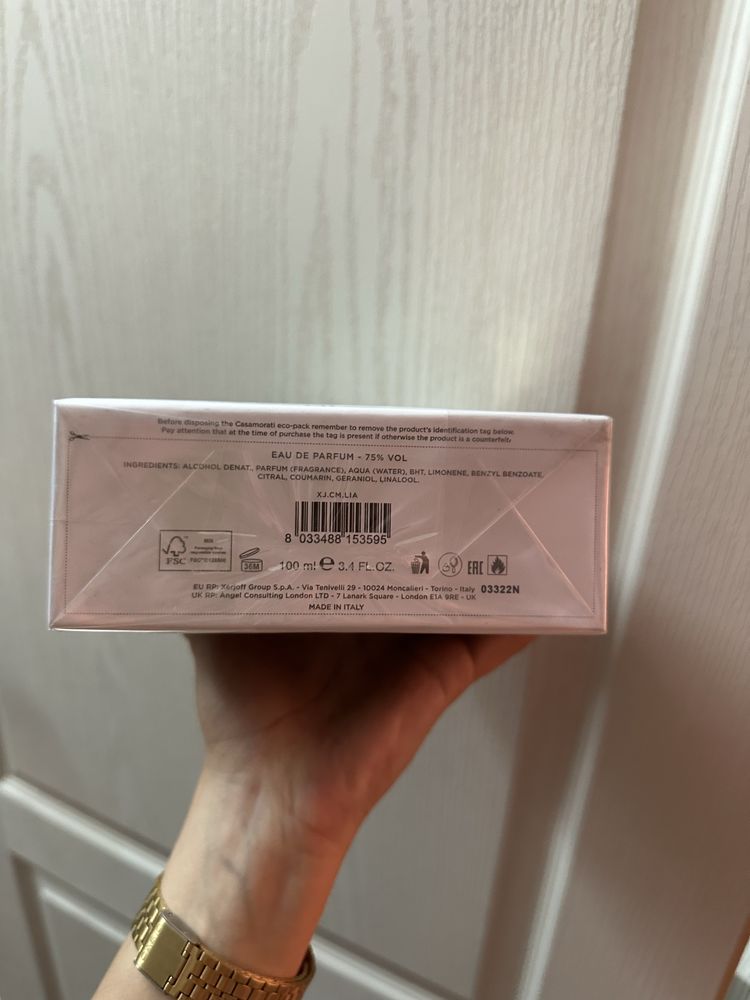 Before disposing the Casamorati eco-pack remember to remove the product's identification tag below.
Pay attention that at the time of purchase the tag is present if otherwise the product is a counterfeit.
EAU DE PARFUM - 75% VOL
INGREDIENTS: ALCOHOL DENAT., PARFUM (FRAGRANCE), AQUA (WATER), BHT, LIMONENE, BENZYL BENZOATE,
CITRAL, COUMARIN, GERANIOL, LINALOOL.
XJ.CM.LIA
8 033488 153595
FSC
MIX
36M
100 ml e 3.4 FL.OZ.
EAC
EU RP: Xerjoff Group S.p.A. - Via Tenivelli 29 - 10024 Moncalieri - Torino - Italy 03322N
UK RP: Angel Consulting London LTD - 7 Lanark Square - London E1A 9RE - UK
MADE IN ITALY